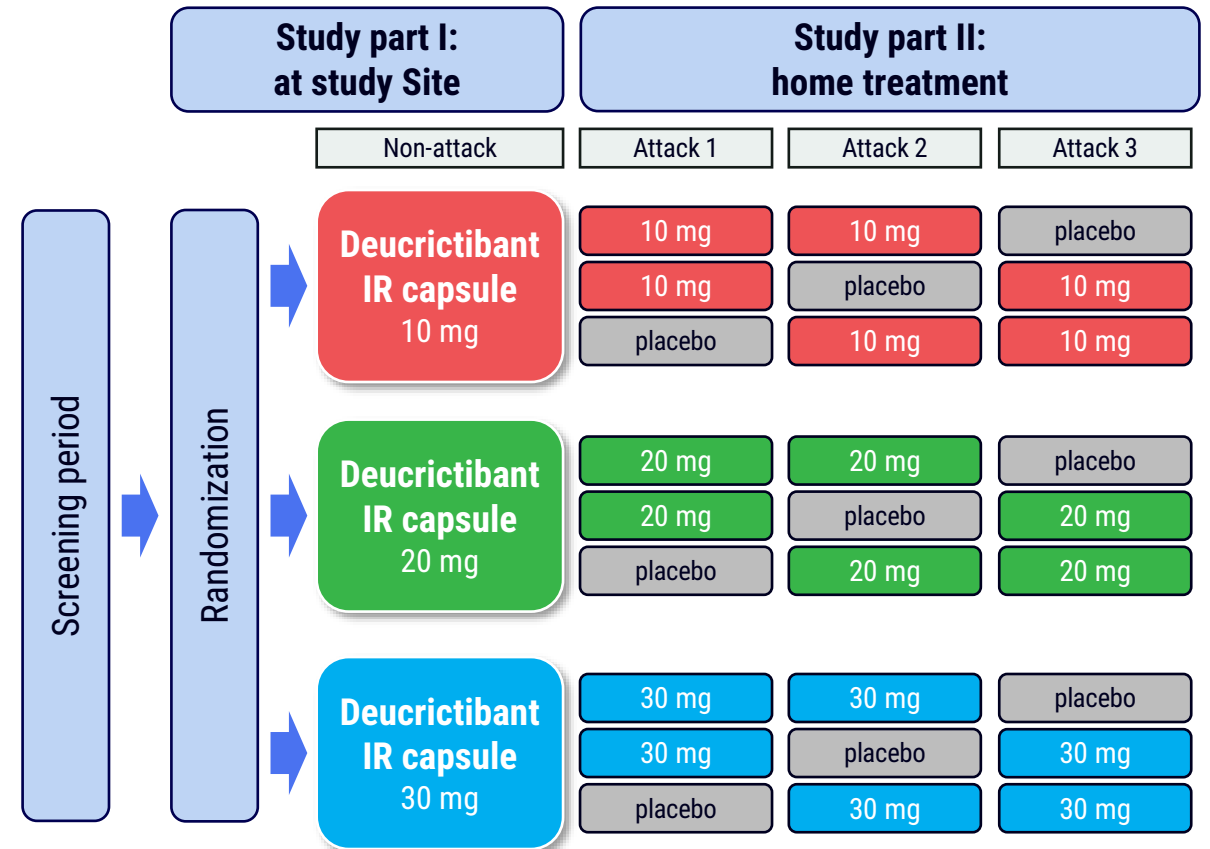 Study part I:
at study Site
Study part II:
home treatment
Non-attack
Attack 1
Attack 2
Attack 3
Screening period
Randomization
Deucrictibant
IR capsule
10 mg
10 mg
10 mg
placebo
10 mg
placebo
10 mg
placebo
10 mg
10 mg
Deucrictibant
IR capsule
20 mg
20 mg
20 mg
placebo
20 mg
placebo
20 mg
placebo
20 mg
20 mg
Deucrictibant
IR capsule
30 mg
30 mg
30 mg
placebo
30 mg
placebo
30 mg
placebo
30 mg
30 mg